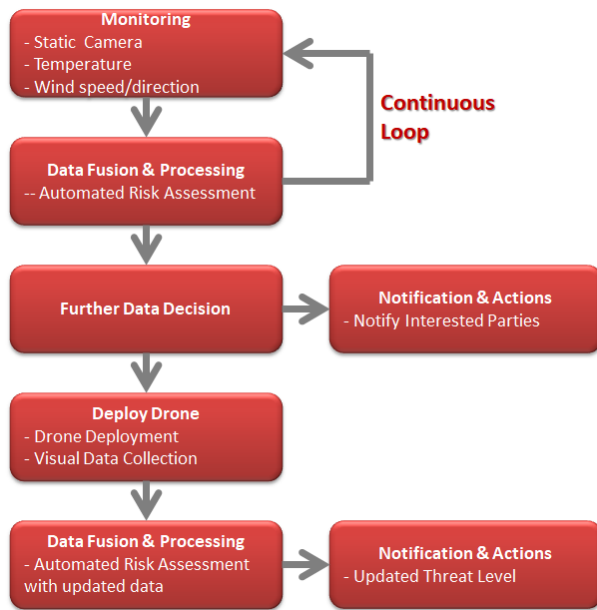 Monitoring
- Static Camera
- Temperature
- Wind speed/direction
Continuous
Loop
Data Fusion & Processing
-- Automated Risk Assessment
Further Data Decision
Notification & Actions
- Notify Interested Parties
Deploy Drone
- Drone Deployment
- Visual Data Collection
Data Fusion & Processing
- Automated Risk Assessment
with updated data
Notification & Actions
- Updated Threat Level